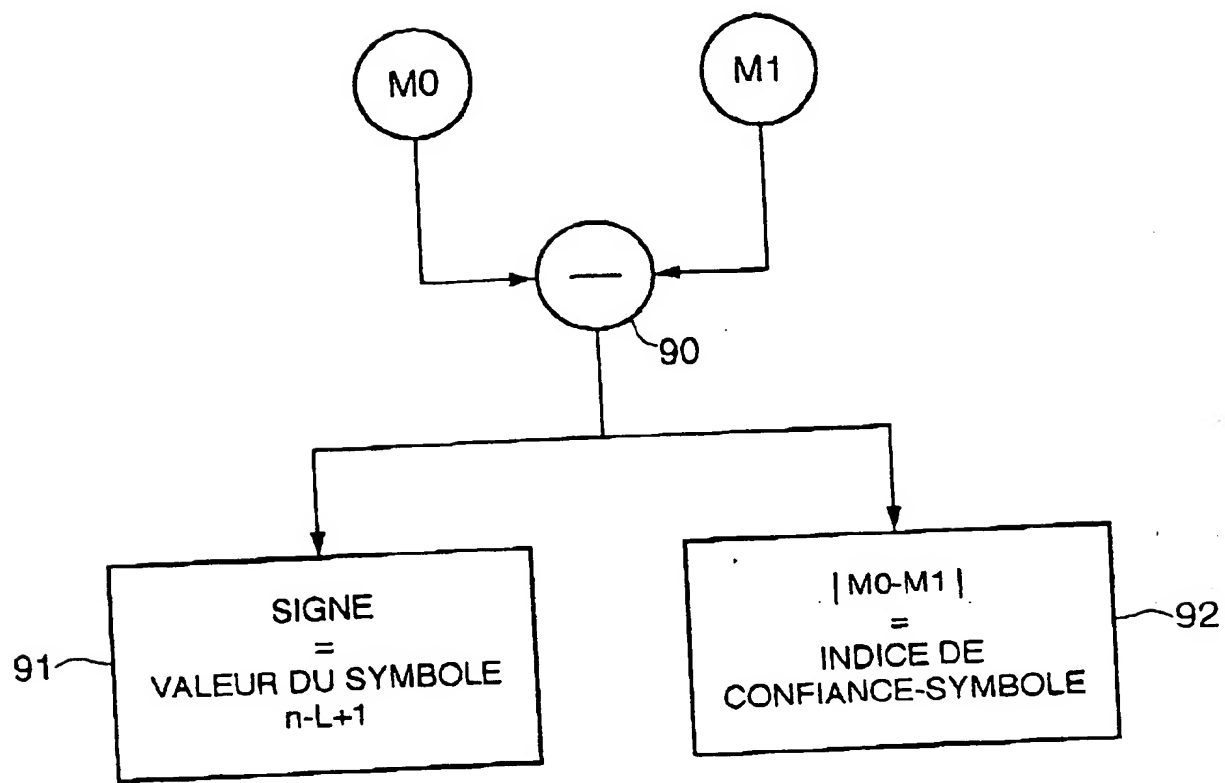 M0
M1
—
90
91
SIGNE
=
VALEUR DU SYMBOLE
n-L+1
|M0-M1|
=
INDICE DE
CONFIANCE-SYMBOLE
92